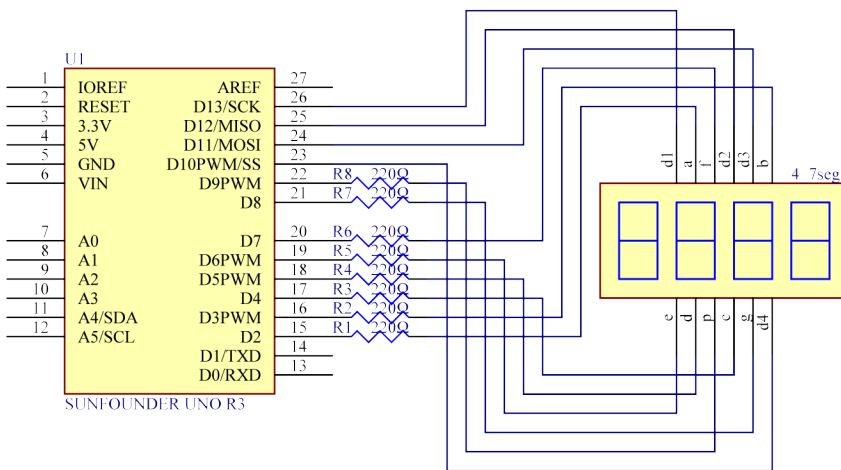 U1
1 IOREF AREF 27
2 RESET D13/SCK 26
3 3.3V D12/MISO 25
4 5V D11/MOSI 24
5 GND D10PWM/SS 23
6 VIN D9PWM 22 R8 220Ω
D8 21 R7 220Ω
7 A0 D7 20 R6 220Ω
8 A1 D6PWM 19 R5 220Ω
9 A2 D5PWM 18 R4 220Ω
10 A3 D4 17 R3 220Ω
11 A4/SDA D3PWM 16 R2 220Ω
12 A5/SCL D2 15 R1 220Ω
D1/TXD 14
D0/RXD 13
SUNFOUNDER UNO R3
d1 a f d2 d3 b
4_7seg
e d p c g d4